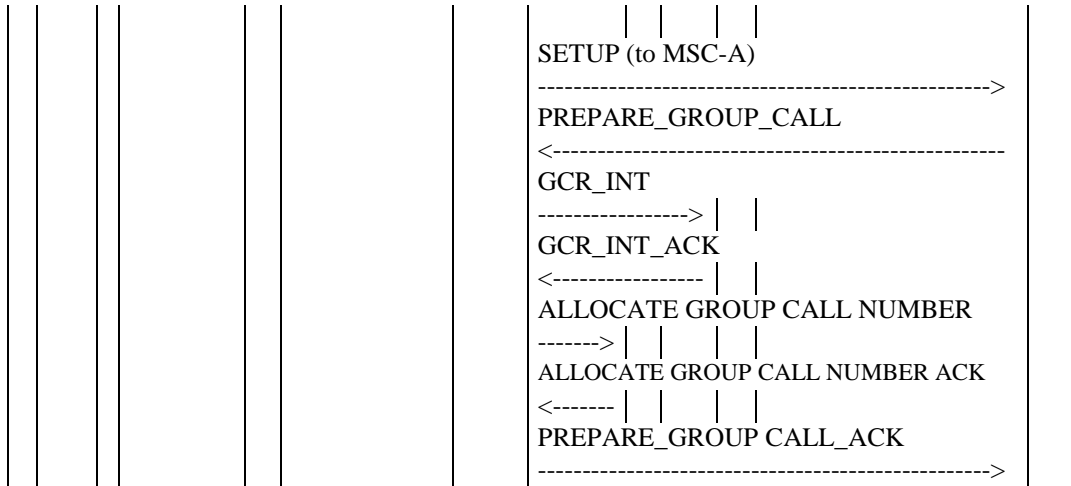 SETUP (to MSC-A)
--------------------------------------------------->
PREPARE_GROUP_CALL
<---------------------------------------------------
GCR_INT
----------------->
GCR_INT_ACK
<-----------------
ALLOCATE GROUP CALL NUMBER
------->
ALLOCATE GROUP CALL NUMBER ACK
<-------
PREPARE_GROUP CALL_ACK
--------------------------------------------------->